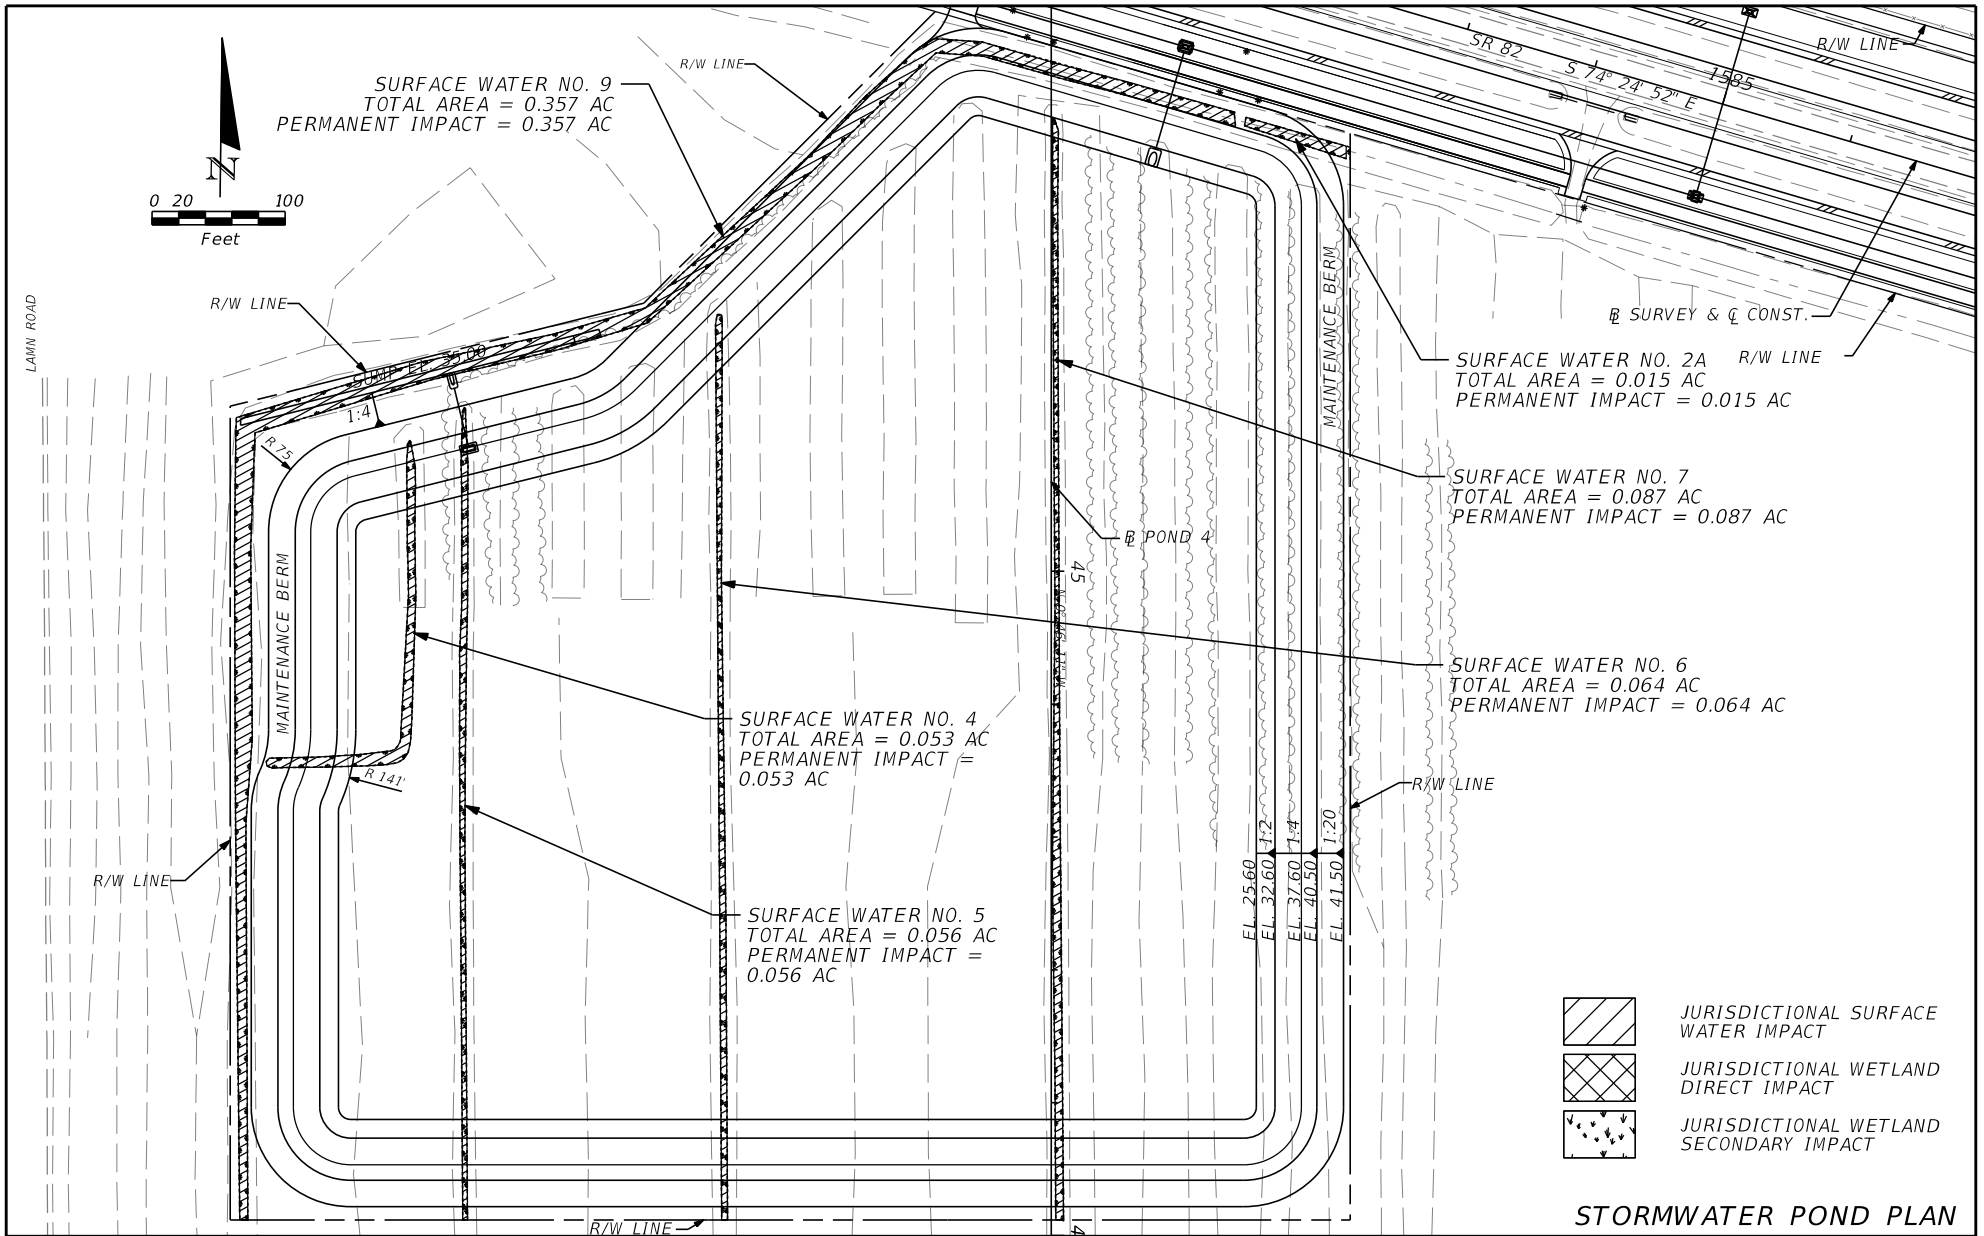 SURFACE WATER NO. 9
TOTAL AREA = 0.357 AC
PERMANENT IMPACT = 0.357 AC
R/W LINE
SR 82
S 74° 24' 52" E
1585
R/W LINE
N
0 20 100
Feet
R/W LINE
LAMN ROAD
SUMP EL. 35.00
1:4
R 75
MAINTENANCE BERM
MAINTENANCE BERM
℄ SURVEY & ℄ CONST.
R/W LINE
SURFACE WATER NO. 2A
TOTAL AREA = 0.015 AC
PERMANENT IMPACT = 0.015 AC
SURFACE WATER NO. 7
TOTAL AREA = 0.087 AC
PERMANENT IMPACT = 0.087 AC
POND 4
45
SURFACE WATER NO. 6
TOTAL AREA = 0.064 AC
PERMANENT IMPACT = 0.064 AC
SURFACE WATER NO. 4
TOTAL AREA = 0.053 AC
PERMANENT IMPACT =
0.053 AC
R 141'
R/W LINE
R/W LINE
SURFACE WATER NO. 5
TOTAL AREA = 0.056 AC
PERMANENT IMPACT =
0.056 AC
1:2
1:4
1:20
EL. 25.60
EL. 32.60
EL. 37.60
EL. 40.50
EL. 41.50
JURISDICTIONAL SURFACE
WATER IMPACT
JURISDICTIONAL WETLAND
DIRECT IMPACT
JURISDICTIONAL WETLAND
SECONDARY IMPACT
R/W LINE
4
STORMWATER POND PLAN